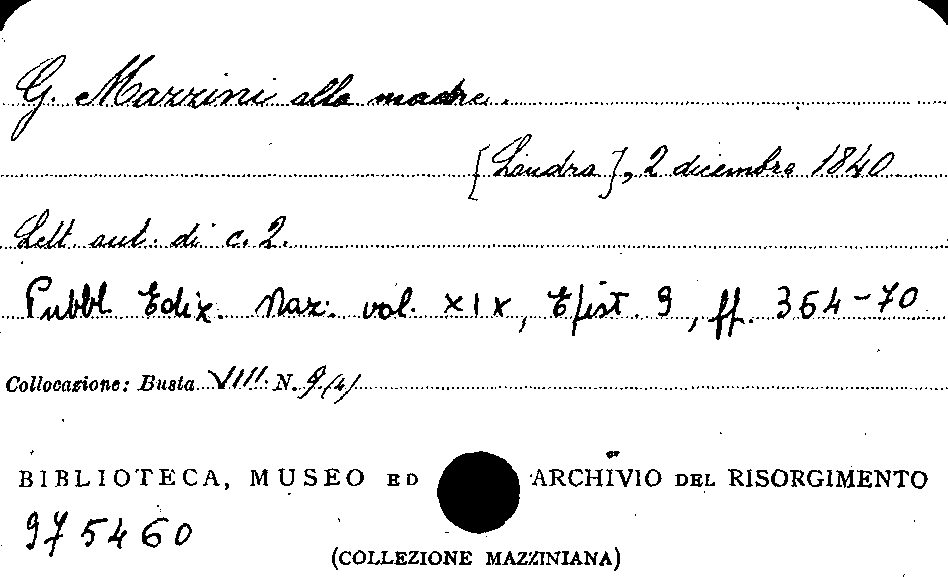 G. Mazzini alla madre.
[Londra], 2 dicembre 1840
Lett. aut. di c. 2.
Pubbl. Ediz. Naz: vol. XIX, Epist. 9, ff. 364-70
Collocazione: Busta VIII. N. 9(4)
BIBLIOTECA, MUSEO ED ARCHIVIO DEL RISORGIMENTO
975460
(COLLEZIONE MAZZINIANA)